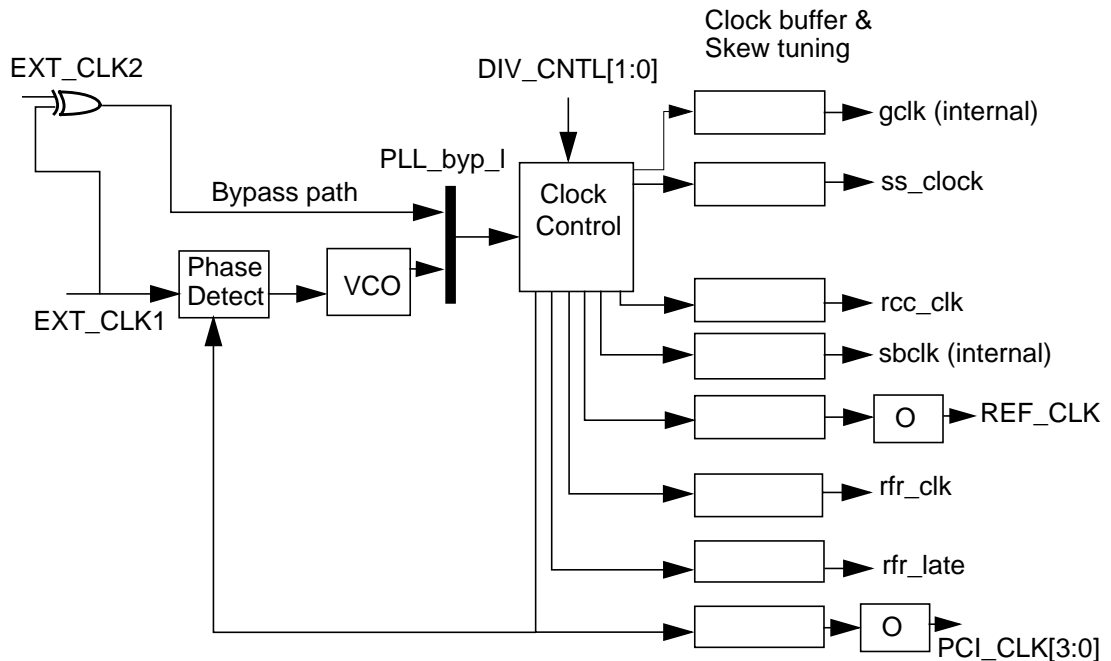 Clock buffer &
Skew tuning
EXT_CLK2
DIV_CNTL[1:0]
gclk (internal)
PLL_byp_l
ss_clock
Bypass path
Clock
Control
Phase
Detect
VCO
EXT_CLK1
rcc_clk
sbclk (internal)
O
REF_CLK
rfr_clk
rfr_late
O
PCI_CLK[3:0]